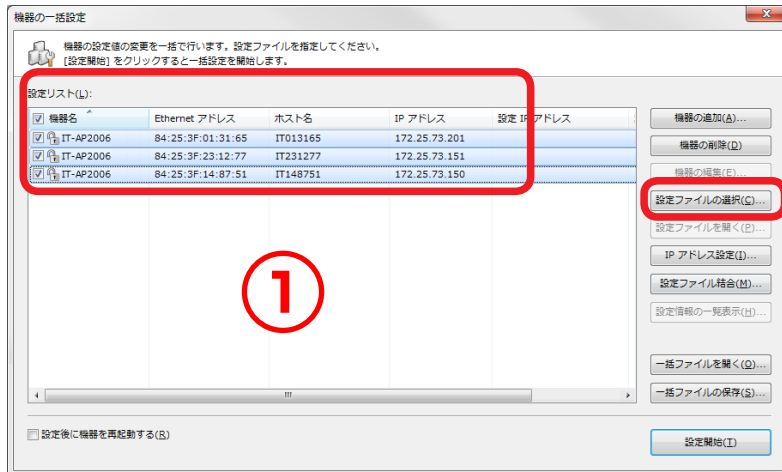 機器の一括設定
機器の設定値の変更を一括で行います。設定ファイルを指定してください。
[設定開始] をクリックすると一括設定を開始します。
設定リスト(L):
機器名 Ethernet アドレス ホスト名 IP アドレス 設定 IP アドレス
IT-AP2006 84:25:3F:01:31:65 IT013165 172.25.73.201
IT-AP2006 84:25:3F:23:12:77 IT231277 172.25.73.151
IT-AP2006 84:25:3F:14:87:51 IT148751 172.25.73.150
①
機器の追加(A)...
機器の削除(D)
機器の編集(E)...
設定ファイルの選択(C)...
設定ファイルを開く(P)...
IP アドレス設定(I)...
設定ファイル結合(M)...
設定情報の一覧表示(H)...
一括ファイルを開く(O)...
一括ファイルの保存(S)...
設定後に機器を再起動する(R)
設定開始(T)